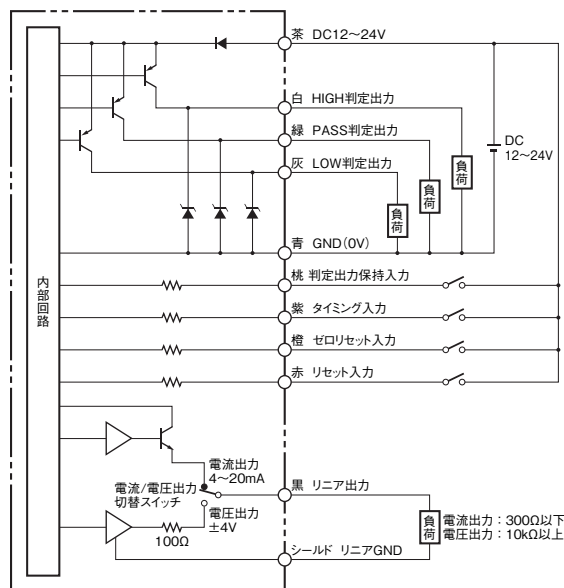 茶 DC12～24V
白 HIGH判定出力
緑 PASS判定出力
灰 LOW判定出力
DC
12～24V
負荷
負荷
負荷
青 GND（0V）
内部回路
桃 判定出力保持入力
紫 タイミング入力
橙 ゼロリセット入力
赤 リセット入力
電流出力
4～20mA
電流/電圧出力
切替スイッチ
黒 リニア出力
電圧出力
±4V
100Ω
負荷
電流出力：300Ω以下
電圧出力：10kΩ以上
シールド リニアGND